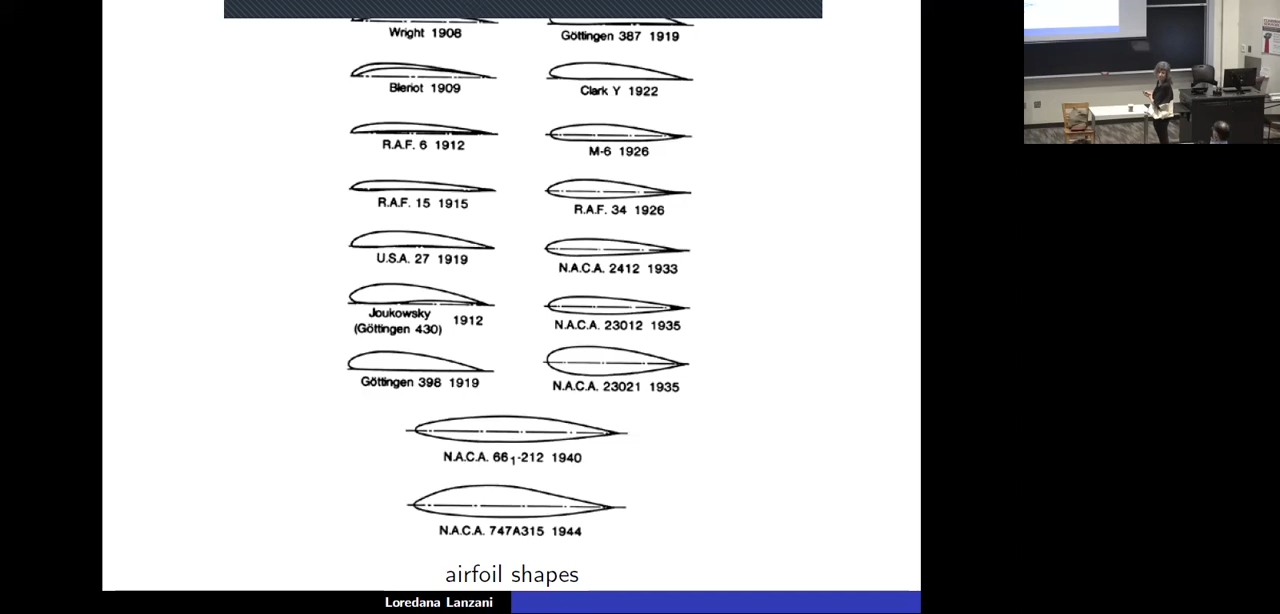 Wright 1908
Göttingen 387 1919
Bleriot 1909
Clark Y 1922
R.A.F. 6 1912
M-6 1926
R.A.F. 15 1915
R.A.F. 34 1926
U.S.A. 27 1919
N.A.C.A. 2412 1933
Joukowsky
(Göttingen 430) 1912
N.A.C.A. 23012 1935
Göttingen 398 1919
N.A.C.A. 23021 1935
N.A.C.A. 66₁-212 1940
N.A.C.A. 747A315 1944
airfoil shapes
Loredana Lanzani